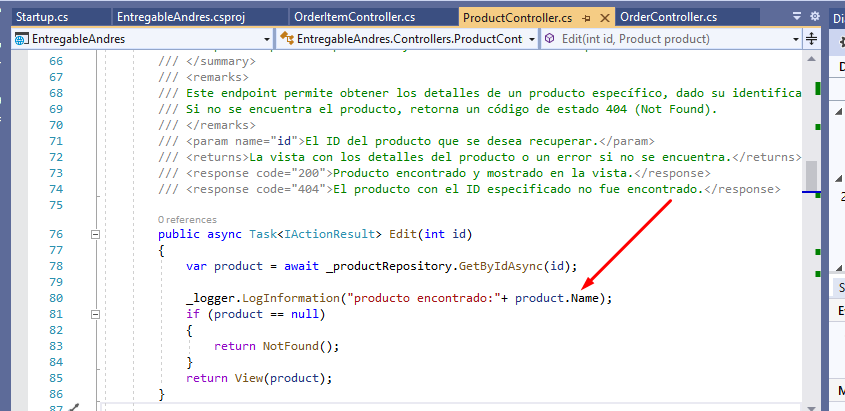 Startup.cs EntregableAndres.csproj OrderItemController.cs ProductController.cs OrderController.cs
EntregableAndres EntregableAndres.Controllers.ProductCont Edit(int id, Product product)
66 /// </summary>
67 /// <remarks>
68 /// Este endpoint permite obtener los detalles de un producto específico, dado su identifica
69 /// Si no se encuentra el producto, retorna un código de estado 404 (Not Found).
70 /// </remarks>
71 /// <param name="id">El ID del producto que se desea recuperar.</param>
72 /// <returns>La vista con los detalles del producto o un error si no se encuentra.</returns>
73 /// <response code="200">Producto encontrado y mostrado en la vista.</response>
74 /// <response code="404">El producto con el ID especificado no fue encontrado.</response>
75
0 references
76 public async Task<IActionResult> Edit(int id)
77 {
78 var product = await _productRepository.GetByIdAsync(id);
79
80 _logger.LogInformation("producto encontrado:"+ product.Name);
81 if (product == null)
82 {
83 return NotFound();
84 }
85 return View(product);
86 }
87